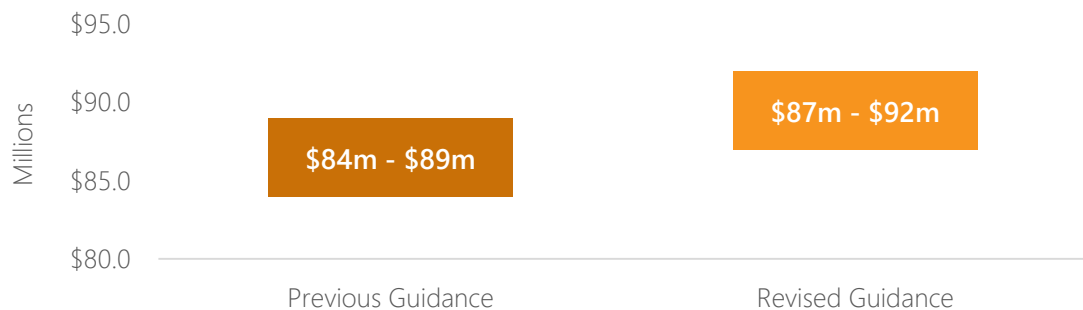 $95.0
$90.0
$85.0
$80.0
Millions
$84m - $89m
$87m - $92m
Previous Guidance
Revised Guidance